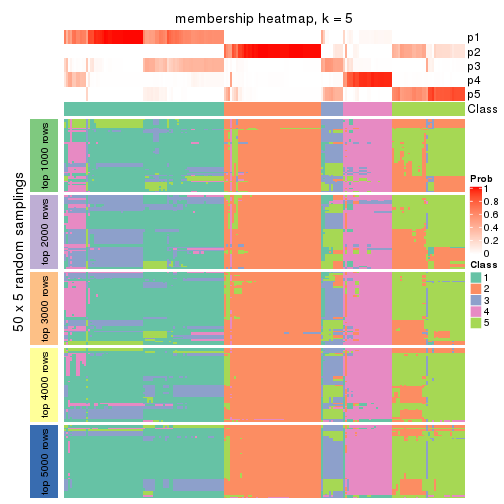 membership heatmap, k = 5
p1
p2
p3
p4
p5
Class
50 x 5 random samplings
top 1000 rows
top 2000 rows
top 3000 rows
top 4000 rows
top 5000 rows
Prob
1
0.8
0.6
0.4
0.2
0
Class
1
2
3
4
5